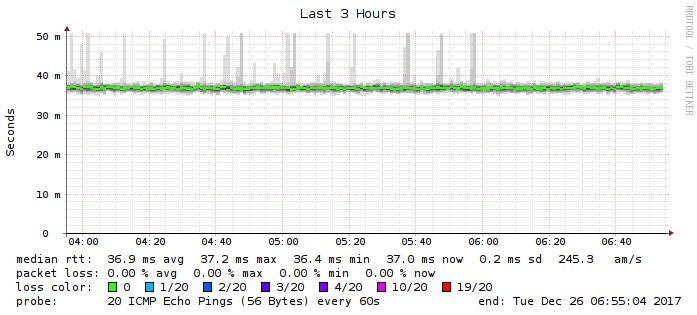 Last 3 Hours
RRDTOOL / TOBI OETIKER
Seconds
50 m
40 m
30 m
20 m
10 m
0
04:00 04:20 04:40 05:00 05:20 05:40 06:00 06:20 06:40
median rtt: 36.9 ms avg 37.2 ms max 36.4 ms min 37.0 ms now 0.2 ms sd 245.3 am/s
packet loss: 0.00 % avg 0.00 % max 0.00 % min 0.00 % now
loss color: 0 1/20 2/20 3/20 4/20 10/20 19/20
probe: 20 ICMP Echo Pings (56 Bytes) every 60s end: Tue Dec 26 06:55:04 2017